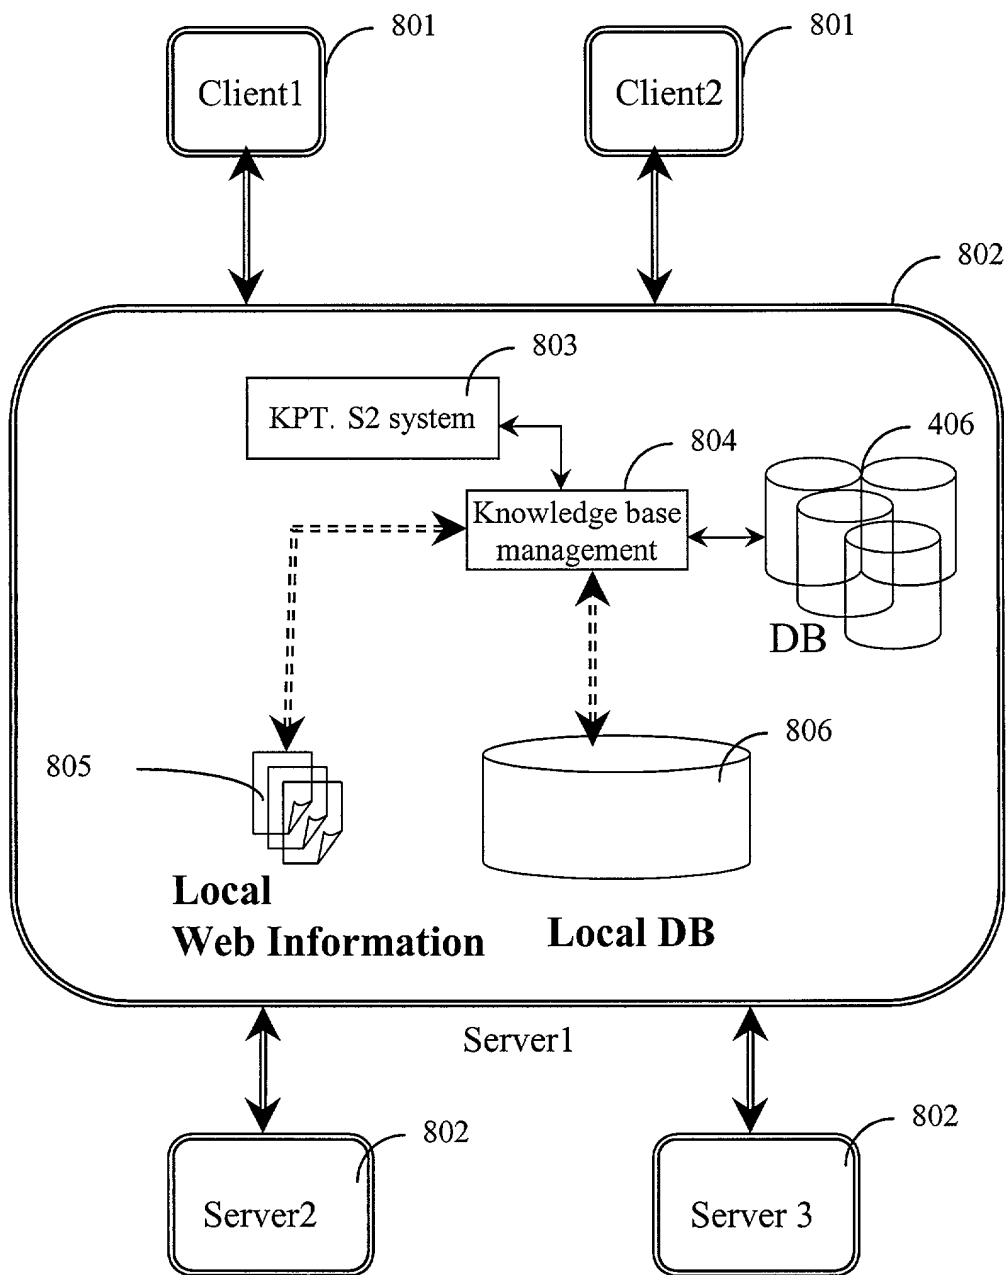 801
801
Client1
Client2
802
803
KPT. S2 system
406
804
Knowledge base
management
DB
806
805
Local
Web Information
Local DB
Server1
802
802
Server2
Server 3